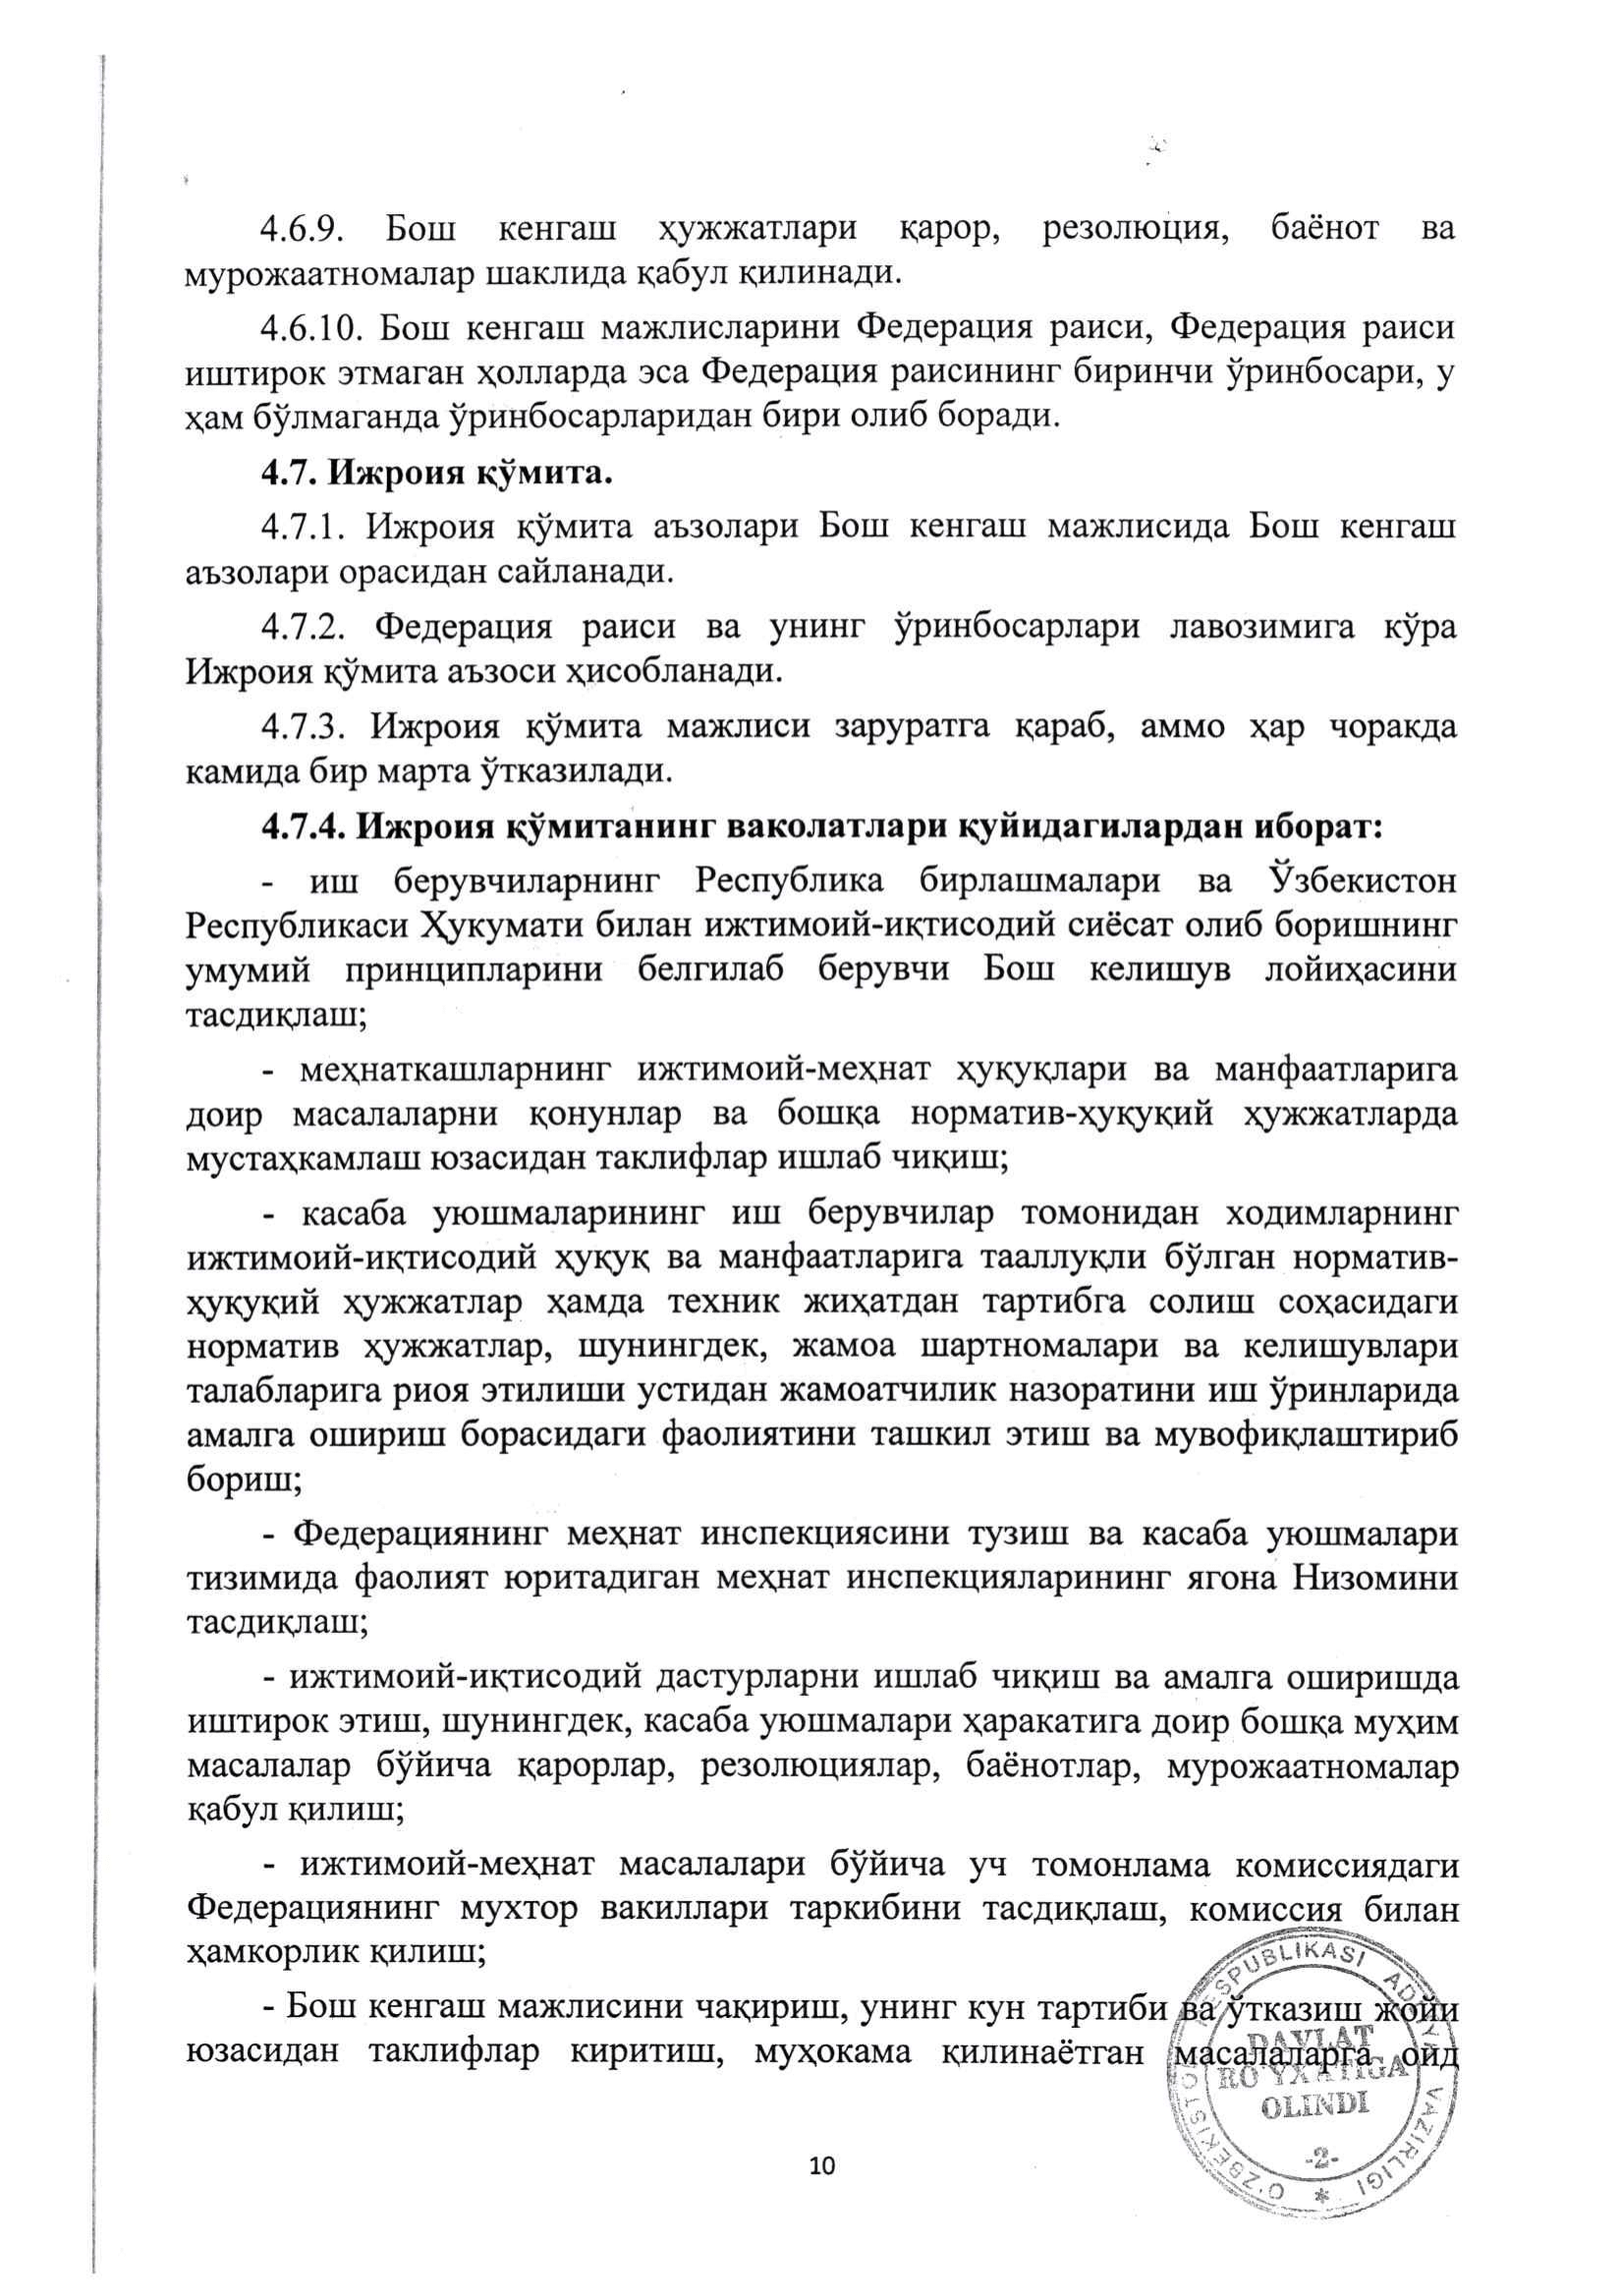 4.6.9. Бош кенгаш ҳужжатлари қарор, резолюция, баёнот ва
мурожаатномалар шаклида қабул қилинади.
4.6.10. Бош кенгаш мажлисларини Федерация раиси, Федерация раиси
иштирок этмаган ҳолларда эса Федерация раисининг биринчи ўринбосари, у
ҳам бўлмаганда ўринбосарларидан бири олиб боради.
4.7. Ижроия қўмита.
4.7.1. Ижроия қўмита аъзолари Бош кенгаш мажлисида Бош кенгаш
аъзолари орасидан сайланади.
4.7.2. Федерация раиси ва унинг ўринбосарлари лавозимига кўра
Ижроия қўмита аъзоси ҳисобланади.
4.7.3. Ижроия қўмита мажлиси заруратга қараб, аммо ҳар чоракда
камида бир марта ўтказилади.
4.7.4. Ижроия қўмитанинг ваколатлари қуйидагилардан иборат:
- иш берувчиларнинг Республика бирлашмалари ва Ўзбекистон
Республикаси Ҳукумати билан ижтимоий-иқтисодий сиёсат олиб боришнинг
умумий принципларини белгилаб берувчи Бош келишув лойиҳасини
тасдиқлаш;
- меҳнаткашларнинг ижтимоий-меҳнат ҳуқуқлари ва манфаатларига
доир масалаларни қонунлар ва бошқа норматив-ҳуқуқий ҳужжатларда
мустаҳкамлаш юзасидан таклифлар ишлаб чиқиш;
- касаба уюшмаларининг иш берувчилар томонидан ходимларнинг
ижтимоий-иқтисодий ҳуқуқ ва манфаатларига тааллуқли бўлган норматив-
ҳуқуқий ҳужжатлар ҳамда техник жиҳатдан тартибга солиш соҳасидаги
норматив ҳужжатлар, шунингдек, жамоа шартномалари ва келишувлари
талабларига риоя этилиши устидан жамоатчилик назоратини иш ўринларида
амалга ошириш борасидаги фаолиятини ташкил этиш ва мувофиқлаштириб
бориш;
- Федерациянинг меҳнат инспекциясини тузиш ва касаба уюшмалари
тизимида фаолият юритадиган меҳнат инспекцияларининг ягона Низомини
тасдиқлаш;
- ижтимоий-иқтисодий дастурларни ишлаб чиқиш ва амалга оширишда
иштирок этиш, шунингдек, касаба уюшмалари ҳаракатига доир бошқа муҳим
масалалар бўйича қарорлар, резолюциялар, баёнотлар, мурожаатномалар
қабул қилиш;
- ижтимоий-меҳнат масалалари бўйича уч томонлама комиссиядаги
Федерациянинг мухтор вакиллари таркибини тасдиқлаш, комиссия билан
ҳамкорлик қилиш;
- Бош кенгаш мажлисини чақириш, унинг кун тартиби ва ўтказиш жойи
юзасидан таклифлар киритиш, муҳокама қилинаётган масалаларга оид
O'ZBEKISTON RESPUBLIKASI ADLIYA VAZIRLIGI *
DAVLAT
RO'YXATIGA
OLINDI
-2-
10